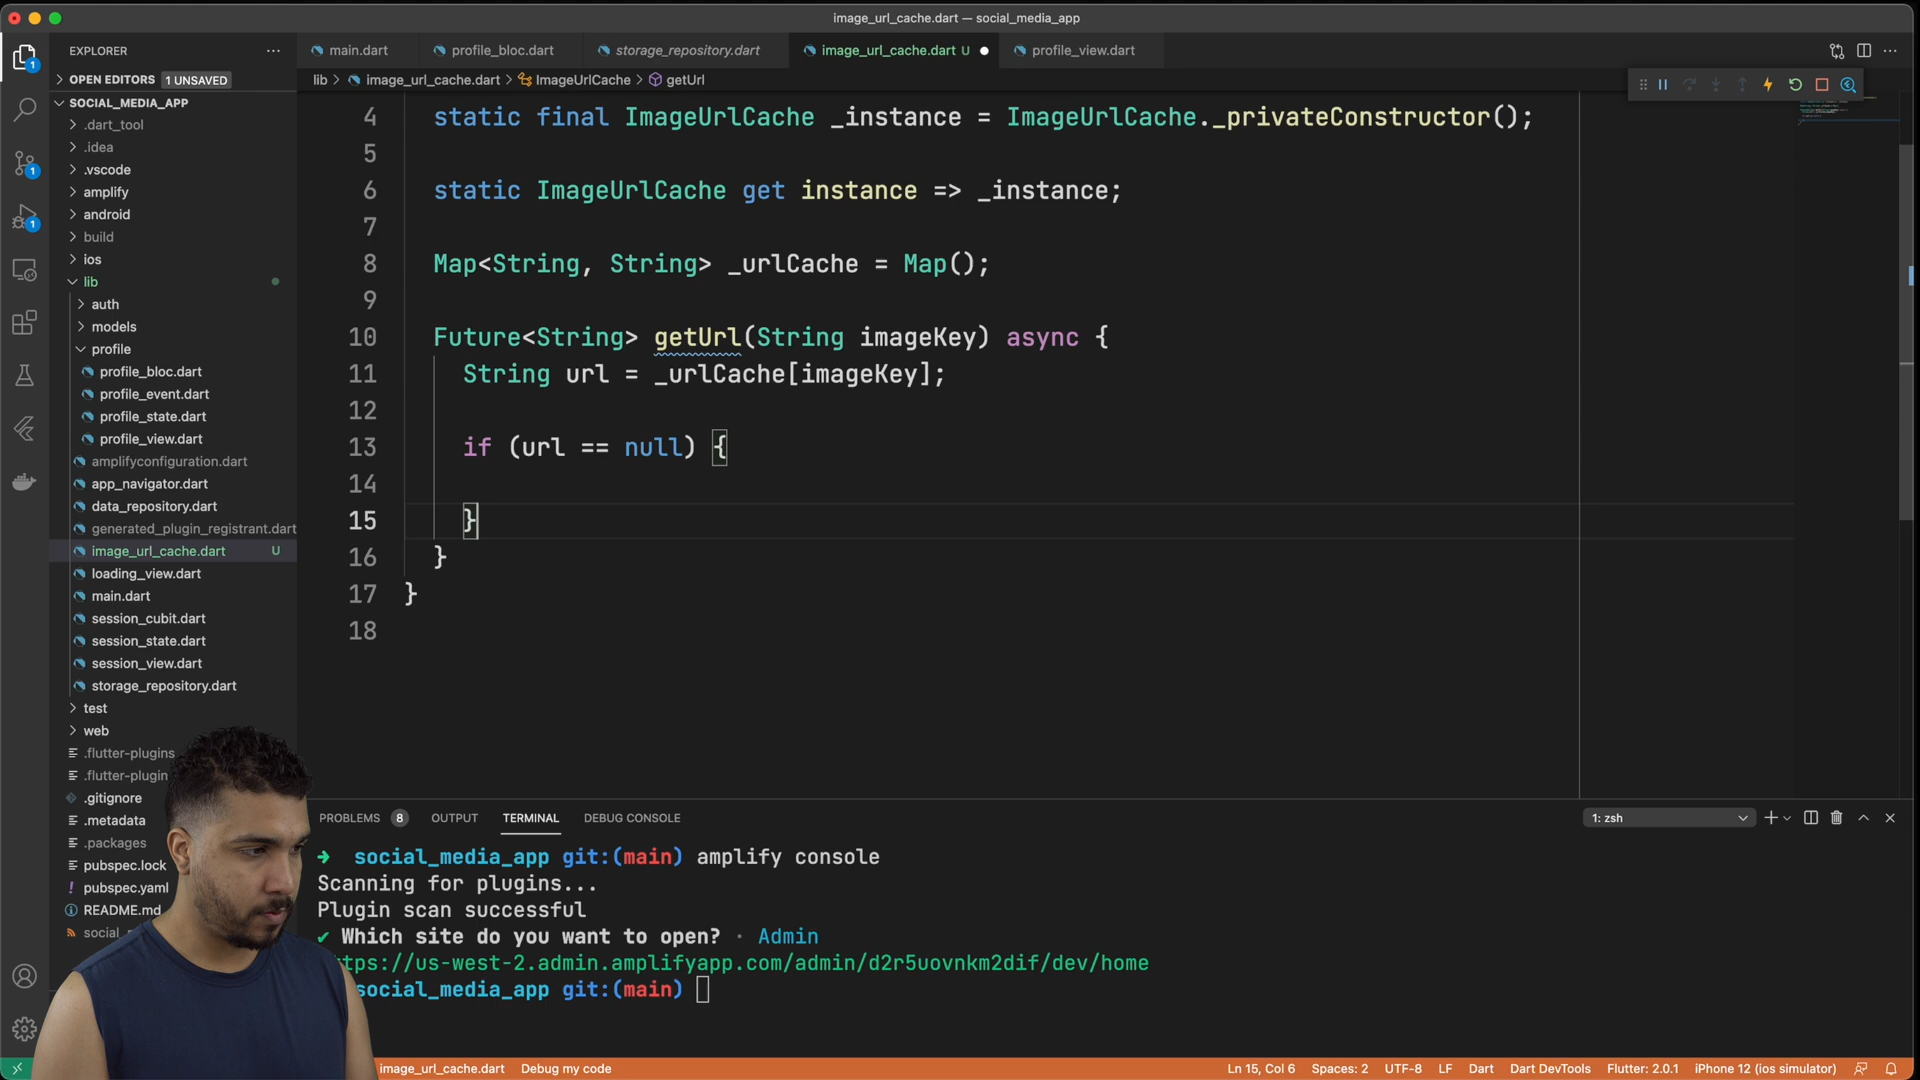 image_url_cache.dart — social_media_app
EXPLORER
main.dart
profile_bloc.dart
storage_repository.dart
image_url_cache.dart U
profile_view.dart
OPEN EDITORS 1 UNSAVED
lib > image_url_cache.dart > ImageUrlCache > getUrl
SOCIAL_MEDIA_APP
.dart_tool
.idea
.vscode
amplify
android
build
ios
lib
auth
models
profile
profile_bloc.dart
profile_event.dart
profile_state.dart
profile_view.dart
amplifyconfiguration.dart
app_navigator.dart
data_repository.dart
generated_plugin_registrant.dart
image_url_cache.dart U
loading_view.dart
main.dart
session_cubit.dart
session_state.dart
session_view.dart
storage_repository.dart
test
web
.flutter-plugins
.flutter-plugin
.gitignore
.metadata
.packages
pubspec.lock
pubspec.yaml
README.md
social_
1
1
1
4 static final ImageUrlCache _instance = ImageUrlCache._privateConstructor();
5
6 static ImageUrlCache get instance => _instance;
7
8 Map<String, String> _urlCache = Map();
9
10 Future<String> getUrl(String imageKey) async {
11 String url = _urlCache[imageKey];
12
13 if (url == null) {
14
15 }
16 }
17 }
18
PROBLEMS 8 OUTPUT TERMINAL DEBUG CONSOLE
1: zsh
➜ social_media_app git:(main) amplify console
Scanning for plugins...
Plugin scan successful
✔ Which site do you want to open? · Admin
ttps://us-west-2.admin.amplifyapp.com/admin/d2r5uovnkm2dif/dev/home
social_media_app git:(main)
image_url_cache.dart Debug my code
Ln 15, Col 6 Spaces: 2 UTF-8 LF Dart Dart DevTools Flutter: 2.0.1 iPhone 12 (ios simulator)